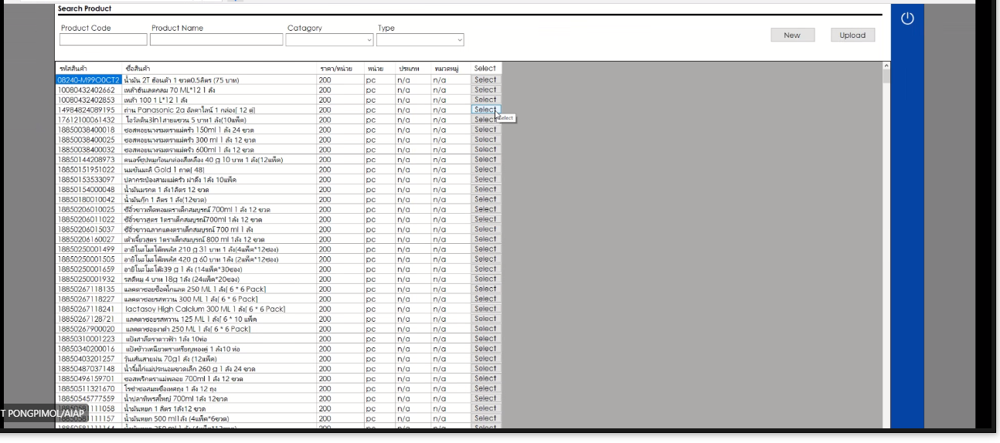 Search Product
Product Code Product Name Catagory Type
New Upload
รหัสสินค้า ชื่อสินค้า ราคา/หน่วย หน่วย ประเภท หมวดหมู่ Select
08240-M99O0CT2 น้ำมัน 2T ฮ้อนด้า 1 ขวด0.5ลิตร (75 บาท) 200 pc n/a n/a Select
10080432402662 เหล้าฮันเตอกลม 70 ML*12 1 ลัง 200 pc n/a n/a Select
10080432402853 เหล้า 100 1 L*12 1 ลัง 200 pc n/a n/a Select
14984824089195 ถ่าน Panasonic 2a อัลคาไลน์ 1 กล่อง[ 12 คู่] 200 pc n/a n/a Select
Select
17612100061432 โอวัลติน3in1สายแขวน 5 บาท1 ลัง(10แพ็ค) 200 pc n/a n/a Select
18850038400018 ซอสหอยนางรมตราแม่ครัว 150ml 1 ลัง 24 ขวด 200 pc n/a n/a Select
18850038400025 ซอสหอยนางรมตราแม่ครัว 300 ml 1 ลัง 12 ขวด 200 pc n/a n/a Select
18850038400032 ซอสหอยนางรมตราแม่ครัว 600ml 1 ลัง 12 ขวด 200 pc n/a n/a Select
18850144208973 คนอร์ซุปหมูก้อนกล่องสีเหลือง 40 g 10 บาท 1 ลัง(12แพ็ค) 200 pc n/a n/a Select
18850151951022 นมข้นมะลิ Gold 1 ถาด[ 48] 200 pc n/a n/a Select
18850153533097 ปลากระป๋องสามแม่ครัว ฝาดึง 1ลัง 10แพ็ค 200 pc n/a n/a Select
18850154000048 น้ำมันมรกต 1 ลัง1ลิตร 12 ขวด 200 pc n/a n/a Select
18850180010042 น้ำมันกุ๊ก 1 ลิตร 1 ลัง(12ขวด) 200 pc n/a n/a Select
18850206010025 ซีอิ๊วขาวเห็ดหอมตราเด็กสมบูรณ์ 700ml 1 ลัง 12 ขวด 200 pc n/a n/a Select
18850206011022 ซีอิ๊วขาวสูตร 1ตราเด็กสมบูรณ์700ml 1ลัง 12 ขวด 200 pc n/a n/a Select
18850206015037 ซีอิ๊วขาวฉลากแดงตราเด็กสมบูรณ์ 700 ml 1 ลัง 200 pc n/a n/a Select
18850206160027 เต้าเจี้ยวสูตร 1ตราเด็กสมบูรณ์ 800 ml 1ลัง 12 ขวด 200 pc n/a n/a Select
18850250001499 อายิโนะโมะโต๊ะพลัส 210 g 31 บาท 1 ลัง(4แพ็ค*12ซอง) 200 pc n/a n/a Select
18850250001505 อายิโนะโมะโต๊ะพลัส 420 g 60 บาท 1ลัง (2แพ็ค*12ซอง) 200 pc n/a n/a Select
18850250001659 อายิโนะโมะโต๊ะ39 g 1 ลัง (14แพ็ค*30ซอง) 200 pc n/a n/a Select
18850250001932 รสดีหมู 4 บาท 18g 1ลัง (24แพ็ค*20ซอง) 200 pc n/a n/a Select
18850267118135 แลคตาซอยช็อคโกแลต 250 ML 1 ลัง[ 6 * 6 Pack] 200 pc n/a n/a Select
18850267118227 แลคตาซอยรสหวาน 300 ML 1 ลัง[ 6 * 6 Pack] 200 pc n/a n/a Select
18850267118241 lactasoy High Calcium 300 ML 1 ลัง[ 6 * 6 Pack] 200 pc n/a n/a Select
18850267128721 แลคตาซอยรสหวาน 125 ML 1 ลัง[ 6 * 10 แพ็ค 200 pc n/a n/a Select
18850267900020 แลคตาซอยงาดำ 250 ML 1 ลัง[ 6 * 6 Pack] 200 pc n/a n/a Select
18850310001223 แป้งสาลีตราดาวฟ้า 1ลัง 10ห่อ 200 pc n/a n/a Select
18850340200016 แป้งข้าวเหนียวตราเหรียญทองคู่ 1 ลัง10 ห่อ 200 pc n/a n/a Select
18850403201257 วันเส้นสายฝน 70g1 ลัง (12แพ็ค) 200 pc n/a n/a Select
18850487037148 น้ำจิ้มไก่แม่ประนอมขวดเล็ก 260 g 1 ลัง 24 ขวด 200 pc n/a n/a Select
18850496159701 ซอสพริกตราแม่พลอย 700ml 1 ลัง 12 ขวด 200 pc n/a n/a Select
18850511321670 โรซ่าซอสมะเขือเทศถุง 1 ลัง 12 ถุง 200 pc n/a n/a Select
18850545777559 น้ำปลาทิพรสใหญ่ 700ml 1ลัง 12ขวด 200 pc n/a n/a Select
111058 น้ำมันหยก 1 ลิตร 1ลัง12 ขวด 200 pc n/a n/a Select
T PONGPIMOL/AIAP
111157 น้ำมันหยก 500 ml1ลัง (4แพ็ค*6ขวด) 200 pc n/a n/a Select